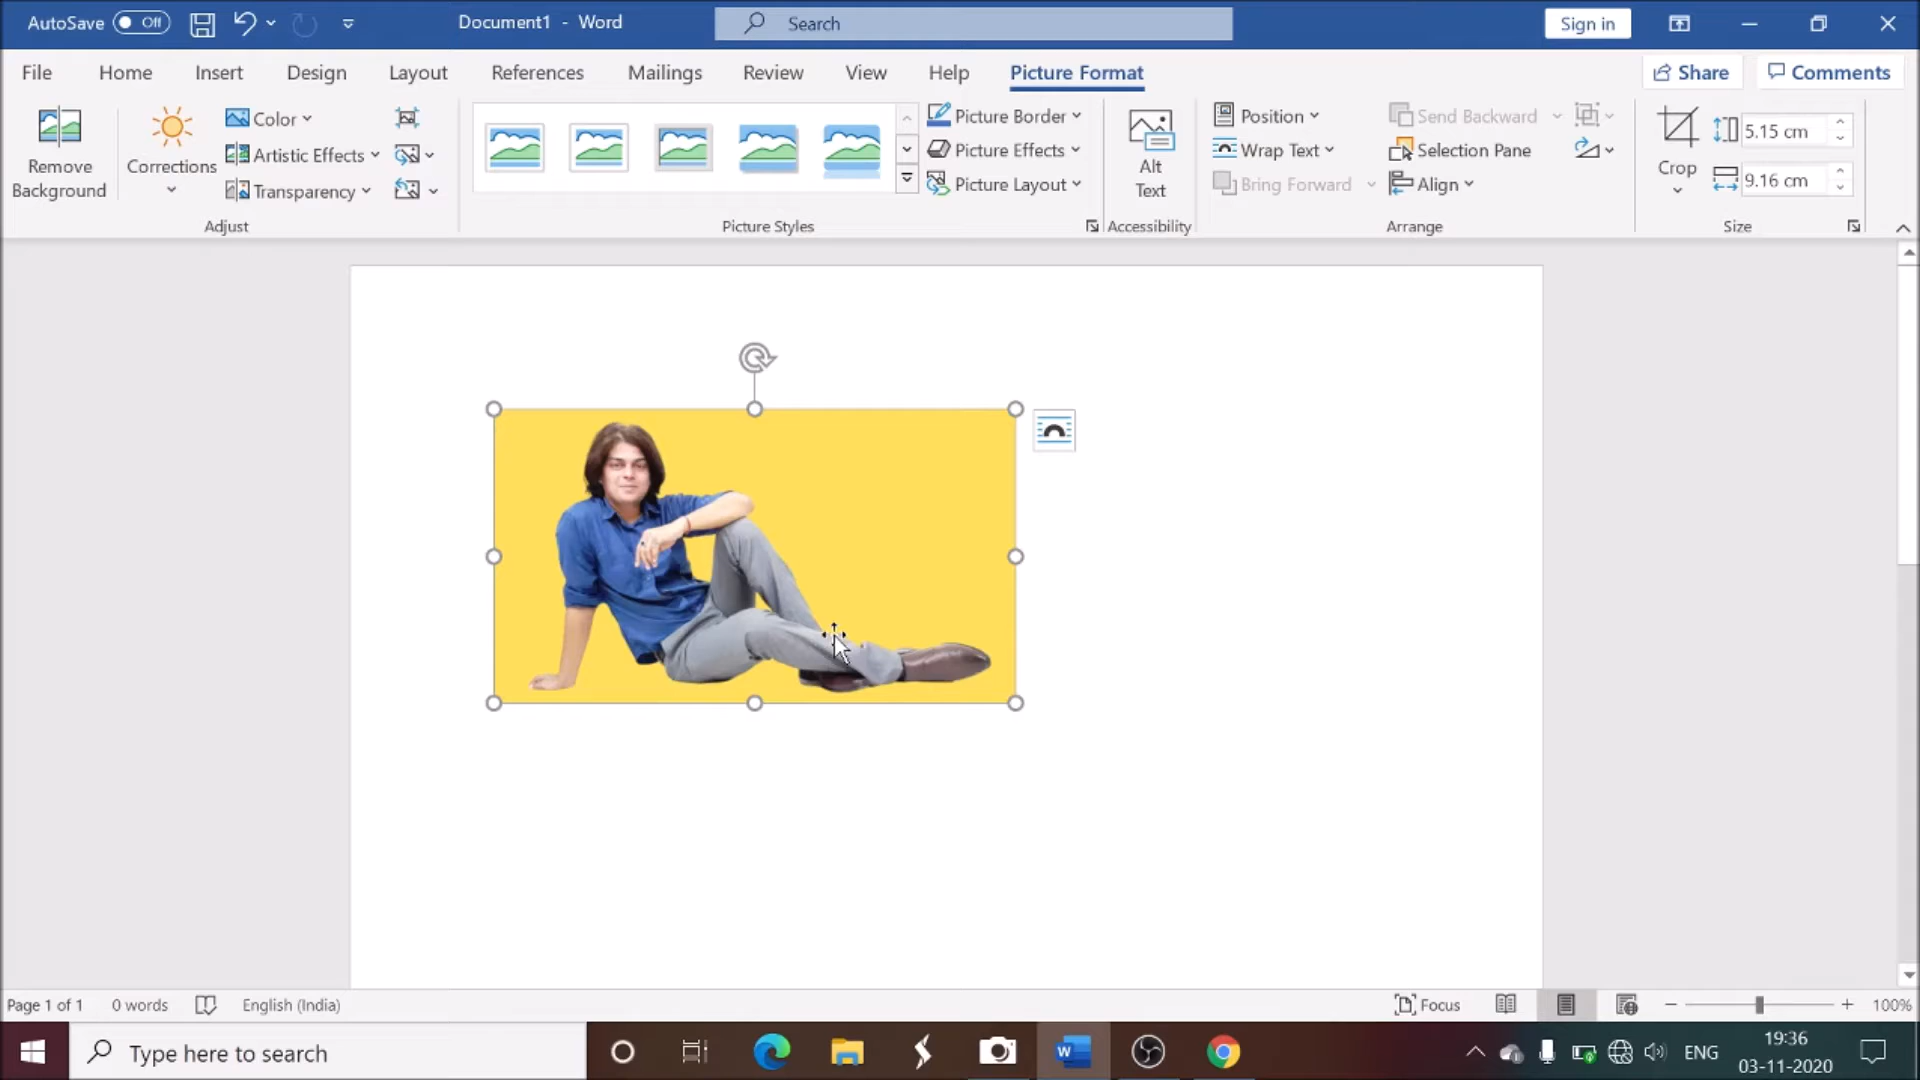 AutoSave Off Document1 - Word Search Sign in
File Home Insert Design Layout References Mailings Review View Help Picture Format Share Comments
Remove Background
Corrections
Color
Artistic Effects
Transparency
Adjust
Picture Border
Picture Effects
Picture Layout
Picture Styles
Alt Text
Accessibility
Position
Wrap Text
Bring Forward
Send Backward
Selection Pane
Align
Arrange
Crop
5.15 cm
9.16 cm
Size
Page 1 of 1 0 words English (India) Focus 100%
Type here to search ENG 19:36
03-11-2020